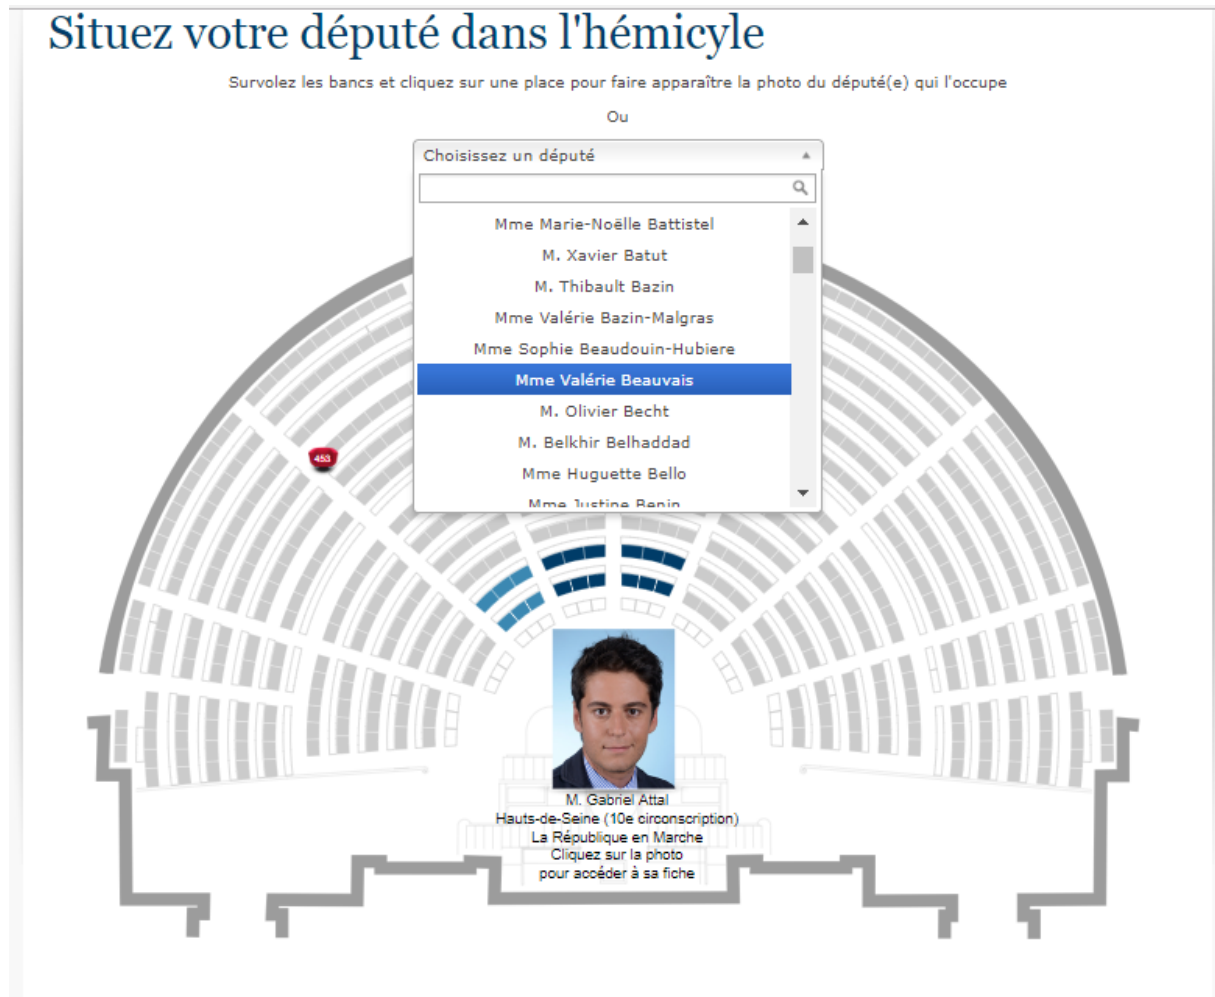 Situez votre député dans l'hémicyle
Survolez les bancs et cliquez sur une place pour faire apparaître la photo du député(e) qui l'occupe
Ou
Choisissez un député
Mme Marie-Noëlle Battistel
M. Xavier Batut
M. Thibault Bazin
Mme Valérie Bazin-Malgras
Mme Sophie Beaudouin-Hubiere
Mme Valérie Beauvais
M. Olivier Becht
M. Belkhir Belhaddad
Mme Huguette Bello
Mme Justine Benin
453
M. Gabriel Attal
Hauts-de-Seine (10e circonscription)
La République en Marche
Cliquez sur la photo
pour accéder à sa fiche